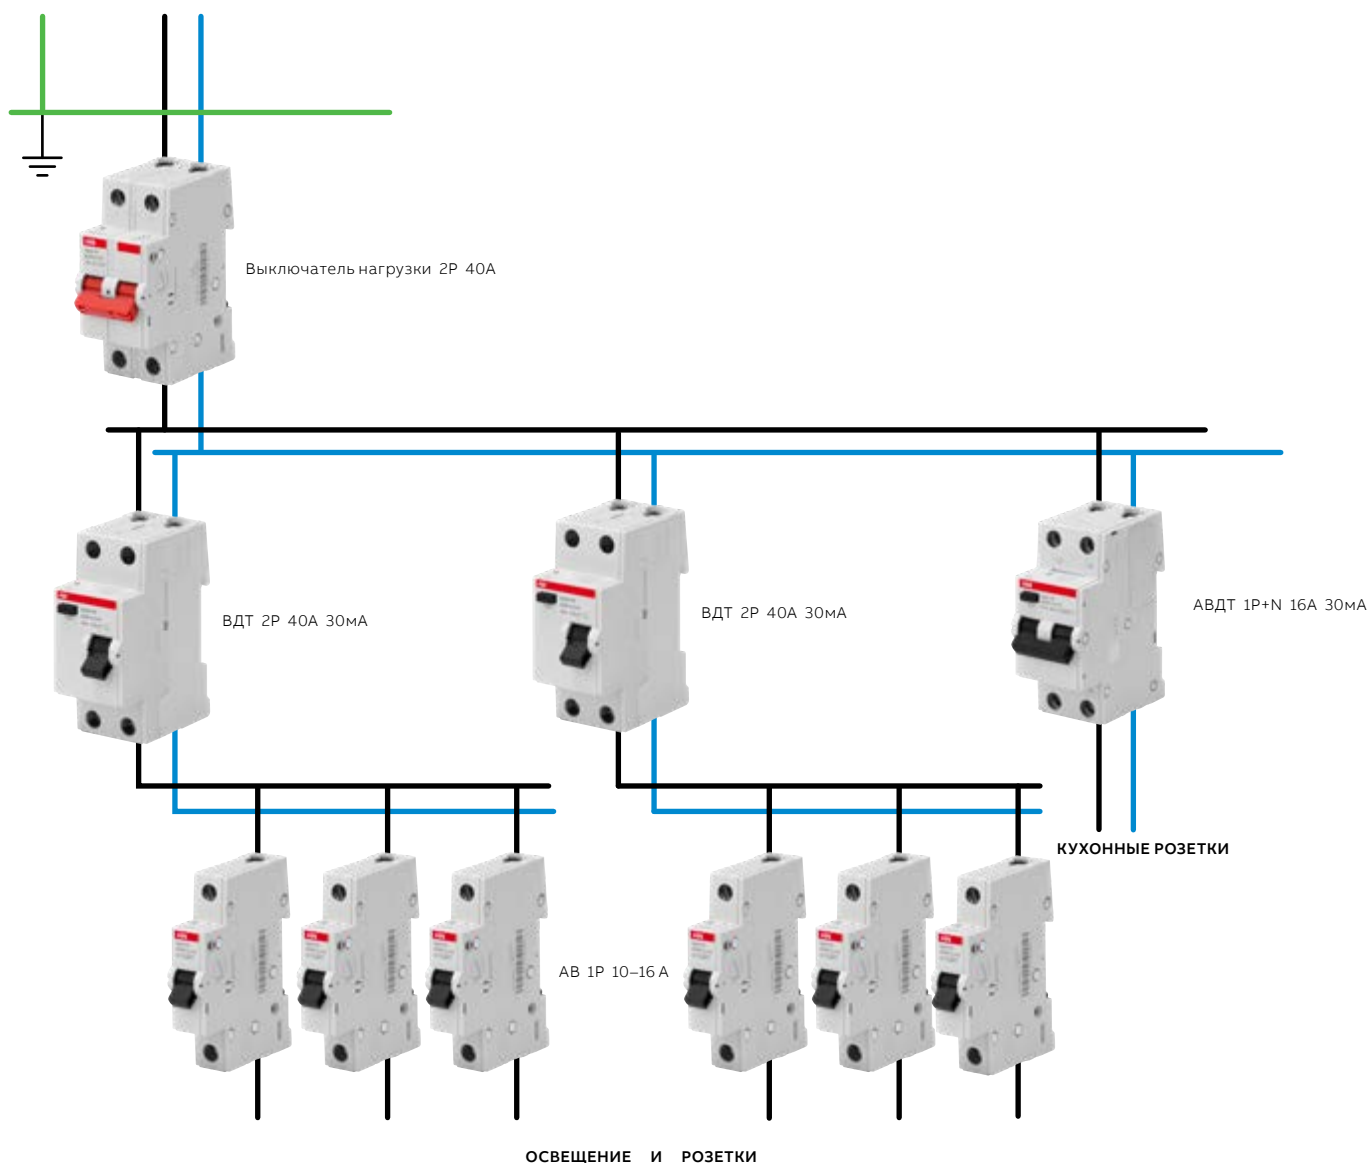 Выключатель нагрузки 2P 40A
ВДТ 2P 40A 30мА
ВДТ 2P 40A 30мА
АВДТ 1P+N 16A 30мА
КУХОННЫЕ РОЗЕТКИ
АВ 1P 10–16 А
ОСВЕЩЕНИЕ И РОЗЕТКИ